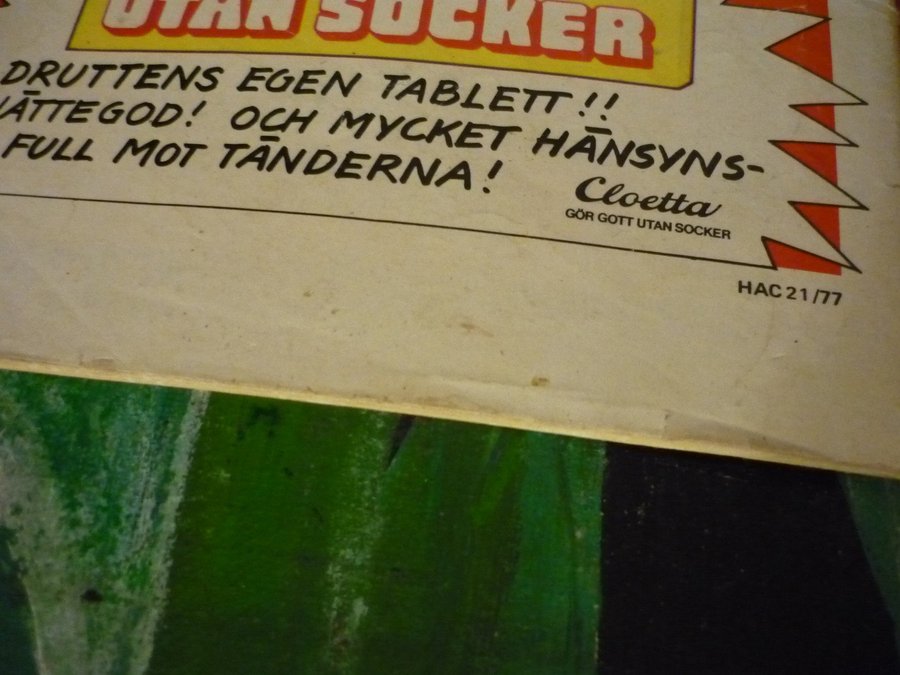 UTAN SOCKER
DRUTTENS EGEN TABLETT!!
ÄTTEGOD! OCH MYCKET HÄNSYNS-
FULL MOT TÄNDERNA!
Cloetta
GÖR GOTT UTAN SOCKER
HAC 21/77